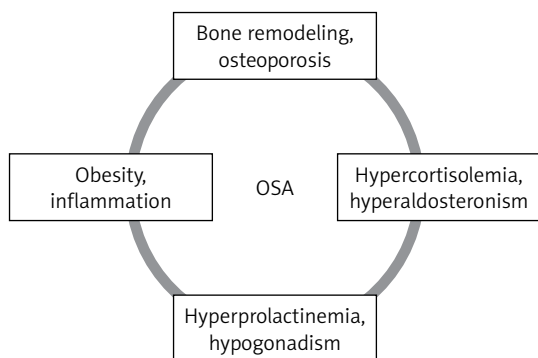 Bone remodeling,
osteoporosis
Obesity,
inflammation
OSA
Hypercortisolemia,
hyperaldosteronism
Hyperprolactinemia,
hypogonadism